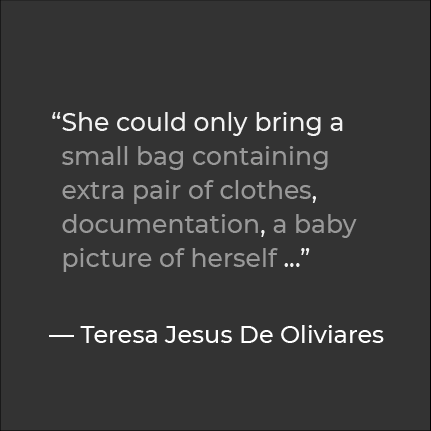 “She could only bring a
small bag containing
extra pair of clothes,
documentation, a baby
picture of herself ...”
— Teresa Jesus De Oliviares